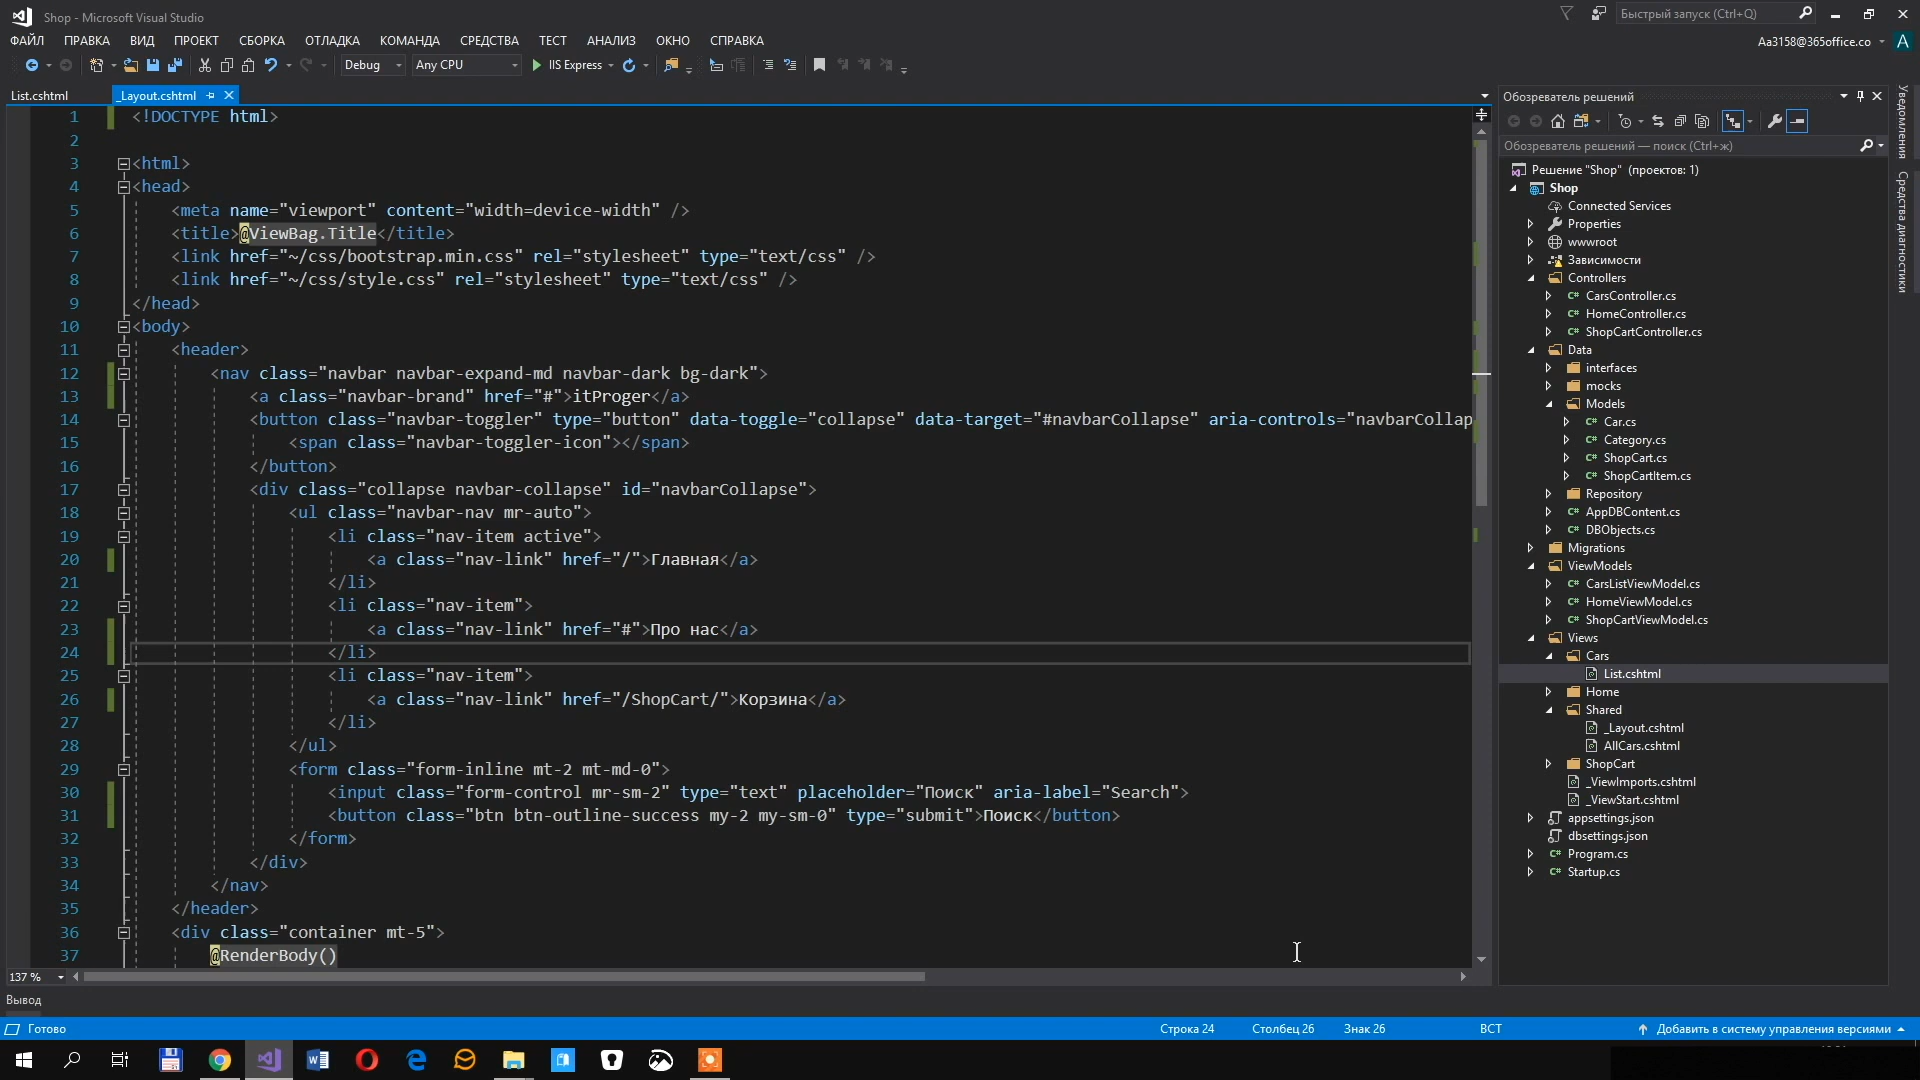 Shop - Microsoft Visual Studio
Быстрый запуск (Ctrl+Q)
ФАЙЛ ПРАВКА ВИД ПРОЕКТ СБОРКА ОТЛАДКА КОМАНДА СРЕДСТВА ТЕСТ АНАЛИЗ ОКНО СПРАВКА
Aa3158@365office.co A
Debug Any CPU IIS Express
List.cshtml _Layout.cshtml
1 <!DOCTYPE html>
2
3 <html>
4 <head>
5 <meta name="viewport" content="width=device-width" />
6 <title>@ViewBag.Title</title>
7 <link href="~/css/bootstrap.min.css" rel="stylesheet" type="text/css" />
8 <link href="~/css/style.css" rel="stylesheet" type="text/css" />
9 </head>
10 <body>
11 <header>
12 <nav class="navbar navbar-expand-md navbar-dark bg-dark">
13 <a class="navbar-brand" href="#">itProger</a>
14 <button class="navbar-toggler" type="button" data-toggle="collapse" data-target="#navbarCollapse" aria-controls="navbarCollap
15 <span class="navbar-toggler-icon"></span>
16 </button>
17 <div class="collapse navbar-collapse" id="navbarCollapse">
18 <ul class="navbar-nav mr-auto">
19 <li class="nav-item active">
20 <a class="nav-link" href="/">Главная</a>
21 </li>
22 <li class="nav-item">
23 <a class="nav-link" href="#">Про нас</a>
24 </li>
25 <li class="nav-item">
26 <a class="nav-link" href="/ShopCart/">Корзина</a>
27 </li>
28 </ul>
29 <form class="form-inline mt-2 mt-md-0">
30 <input class="form-control mr-sm-2" type="text" placeholder="Поиск" aria-label="Search">
31 <button class="btn btn-outline-success my-2 my-sm-0" type="submit">Поиск</button>
32 </form>
33 </div>
34 </nav>
35 </header>
36 <div class="container mt-5">
37 @RenderBody()
137 %
Обозреватель решений
Обозреватель решений — поиск (Ctrl+ж)
Решение "Shop" (проектов: 1)
Shop
Connected Services
Properties
wwwroot
Зависимости
Controllers
C# CarsController.cs
C# HomeController.cs
C# ShopCartController.cs
Data
interfaces
mocks
Models
C# Car.cs
C# Category.cs
C# ShopCart.cs
C# ShopCartItem.cs
Repository
C# AppDBContent.cs
C# DBObjects.cs
Migrations
ViewModels
C# CarsListViewModel.cs
C# HomeViewModel.cs
C# ShopCartViewModel.cs
Views
Cars
List.cshtml
Home
Shared
_Layout.cshtml
AllCars.cshtml
ShopCart
_ViewImports.cshtml
_ViewStart.cshtml
appsettings.json
dbsettings.json
C# Program.cs
C# Startup.cs
Уведомления
Средства диагностики
Вывод
Готово Строка 24 Столбец 26 Знак 26 ВСТ Добавить в систему управления версиями